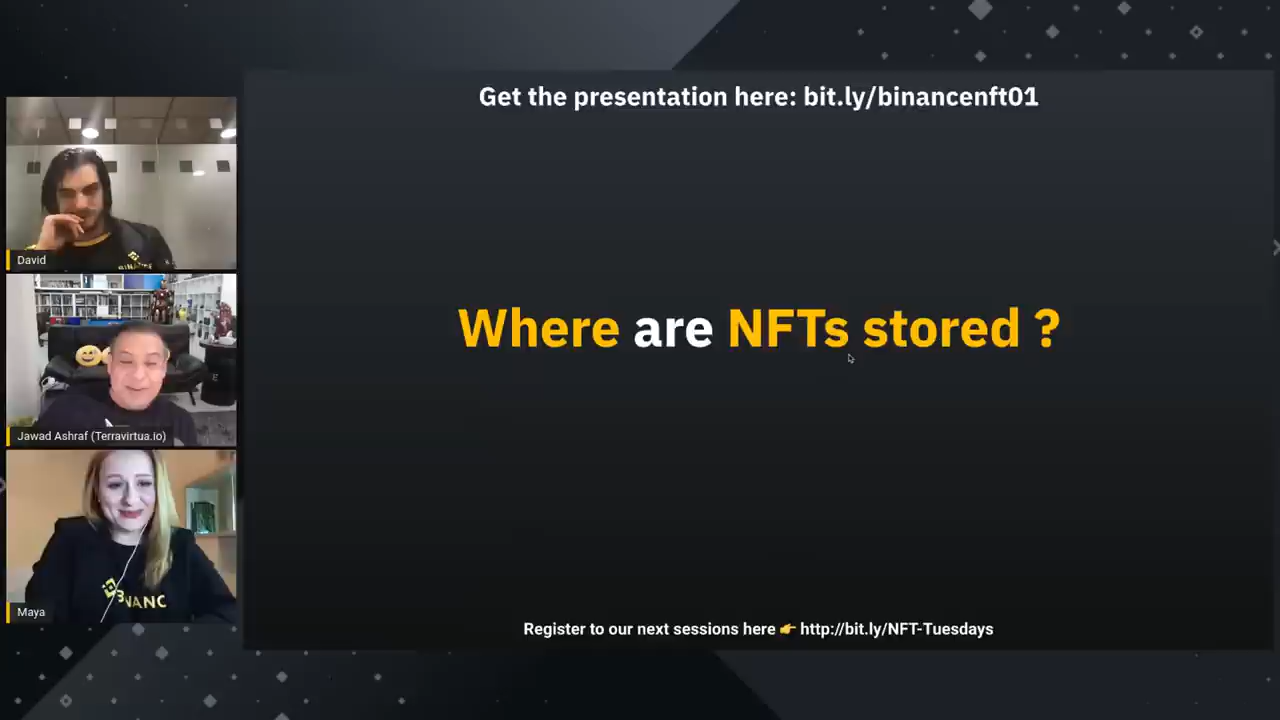 Get the presentation here: bit.ly/binancenft01
David
Jawad Ashraf (Terravirtua.io)
BINANC
Maya
Where are NFTs stored ?
Register to our next sessions here 👉 http://bit.ly/NFT-Tuesdays